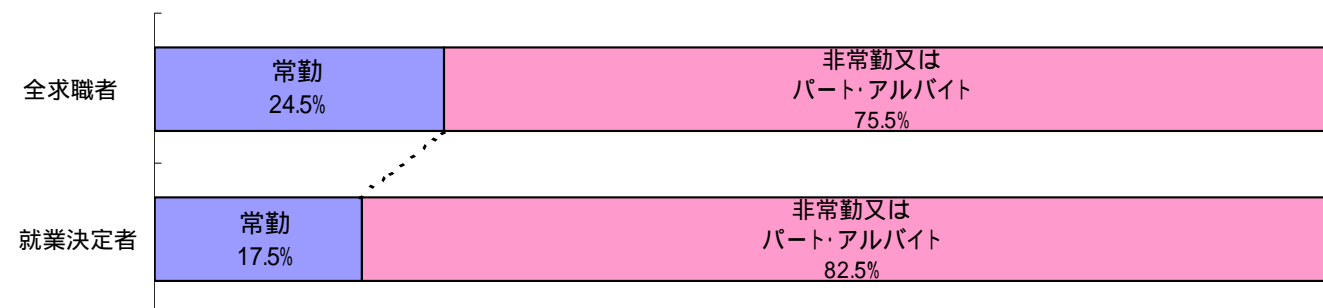 全求職者
常勤
24.5%
非常勤又は
パート・アルバイト
75.5%
就業決定者
常勤
17.5%
非常勤又は
パート・アルバイト
82.5%